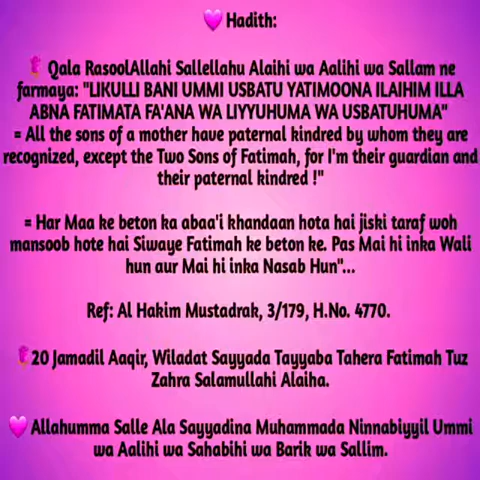 💜 Hadith:
🌷 Qala RasoolAllahi Sallellahu Alaihi wa Aalihi wa Sallam ne
farmaya: "LIKULLI BANI UMMI USBATU YATIMOONA ILAIHIM ILLA
ABNA FATIMATA FA'ANA WA LIYYUHUMA WA USBATUHUMA"
= All the sons of a mother have paternal kindred by whom they are
recognized, except the Two Sons of Fatimah, for I'm their guardian and
their paternal kindred !"
= Har Maa ke beton ka abaa'i khandaan hota hai jiski taraf woh
mansoob hote hai Siwaye Fatimah ke beton ke. Pas Mai hi inka Wali
hun aur Mai hi inka Nasab Hun"...
Ref: Al Hakim Mustadrak, 3/179, H.No. 4770.
🌷20 Jamadil Aaqir, Wiladat Sayyada Tayyaba Tahera Fatimah Tuz
Zahra Salamullahi Alaiha.
💜Allahumma Salle Ala Sayyadina Muhammada Ninnabiyyil Ummi
wa Aalihi wa Sahabihi wa Barik wa Sallim.